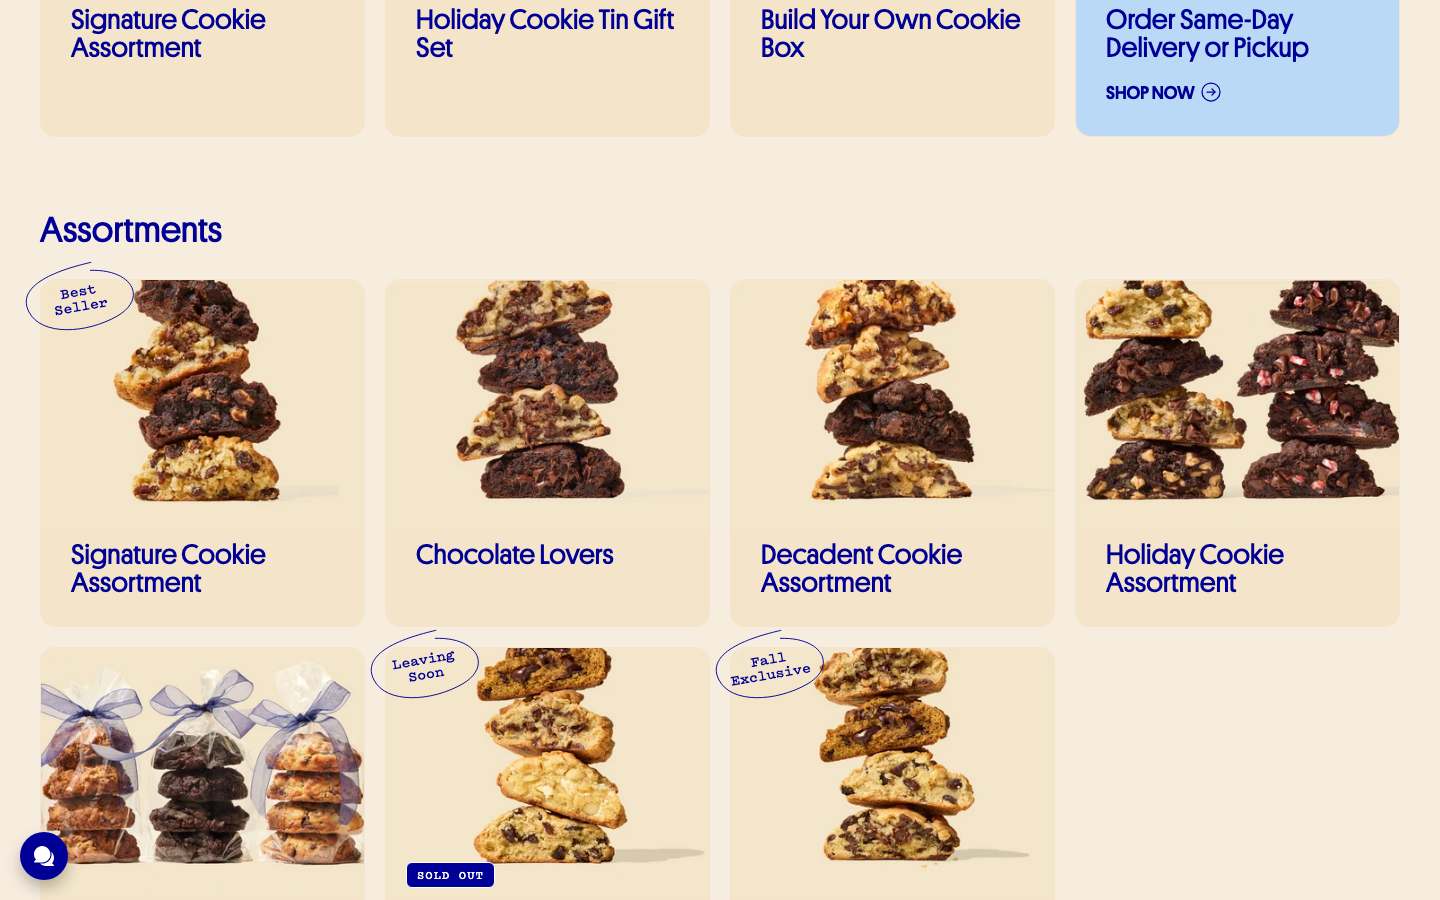 Signature Cookie
Assortment
Holiday Cookie Tin Gift
Set
Build Your Own Cookie
Box
Order Same-Day
Delivery or Pickup
SHOP NOW
Assortments
Best
Seller
Signature Cookie
Assortment
Chocolate Lovers
Decadent Cookie
Assortment
Holiday Cookie
Assortment
Leaving
Soon
SOLD OUT
Fall
Exclusive